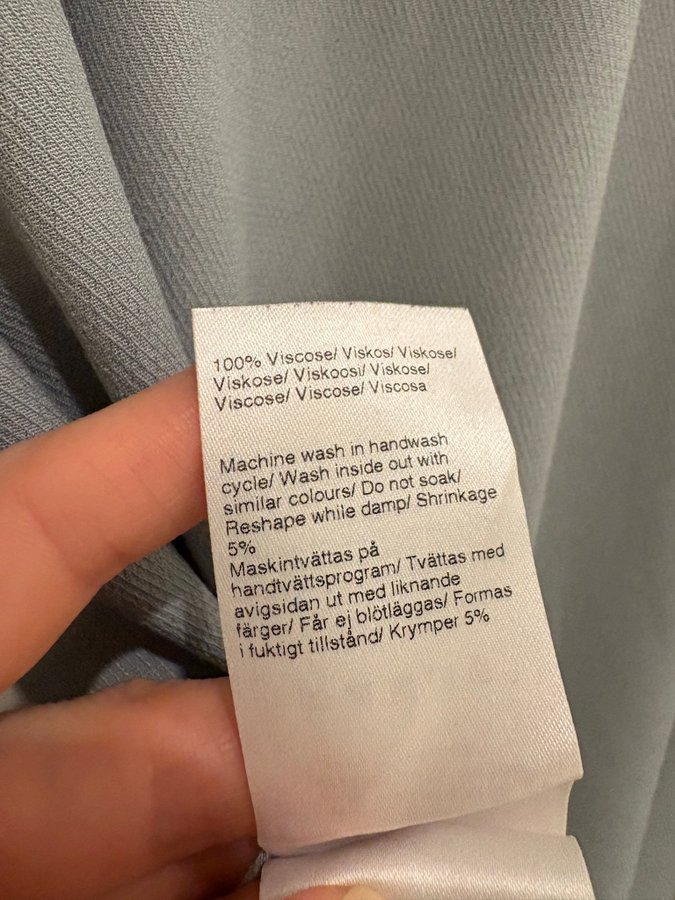 100% Viscose/ Viskos/ Viskose/
Viskose/ Viskoosi/ Viskose/
Viscose/ Viscose/ Viscosa
Machine wash in handwash
cycle/ Wash inside out with
similar colours/ Do not soak/
Reshape while damp/ Shrinkage
5%
Maskintvättas på
handtvättsprogram/ Tvättas med
avigsidan ut med liknande
färger/ Får ej blötläggas/ Formas
i fuktigt tillstånd/ Krymper 5%